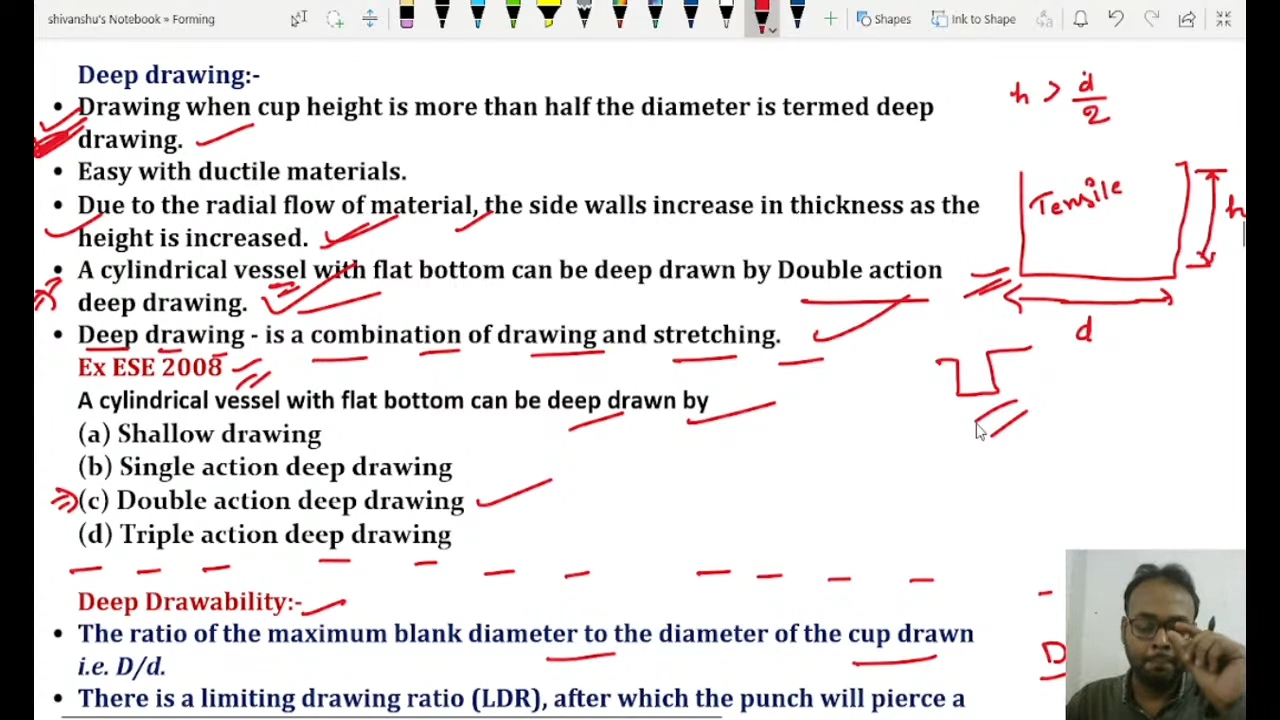 shivanshu's Notebook » Forming
Shapes
Ink to Shape
Deep drawing:-
• Drawing when cup height is more than half the diameter is termed deep
drawing.
• Easy with ductile materials.
• Due to the radial flow of material, the side walls increase in thickness as the
height is increased.
• A cylindrical vessel with flat bottom can be deep drawn by Double action
deep drawing.
• Deep drawing - is a combination of drawing and stretching.
Ex ESE 2008
A cylindrical vessel with flat bottom can be deep drawn by
(a) Shallow drawing
(b) Single action deep drawing
(c) Double action deep drawing
(d) Triple action deep drawing
Deep Drawability:-
• The ratio of the maximum blank diameter to the diameter of the cup drawn
i.e. D/d.
• There is a limiting drawing ratio (LDR), after which the punch will pierce a
h > d/2
Tensile
h
d
D